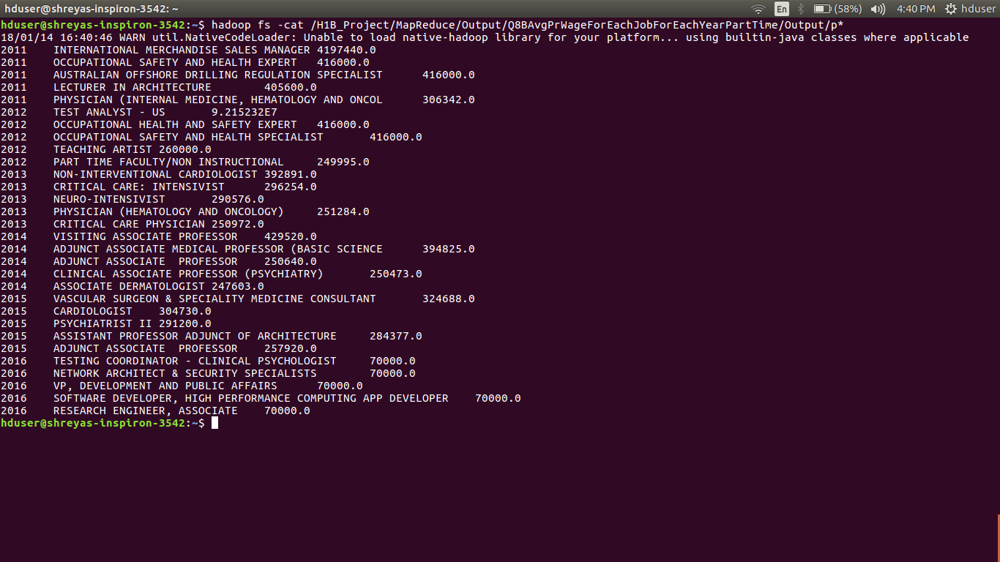 hduser@shreyas-inspiron-3542: ~ En (58%) 4:40 PM hduser
hduser@shreyas-inspiron-3542:~$ hadoop fs -cat /H1B_Project/MapReduce/Output/Q8BAvgPrWageForEachJobForEachYearPartTime/Output/p*
18/01/14 16:40:46 WARN util.NativeCodeLoader: Unable to load native-hadoop library for your platform... using builtin-java classes where applicable
2011 INTERNATIONAL MERCHANDISE SALES MANAGER 4197440.0
2011 OCCUPATIONAL SAFETY AND HEALTH EXPERT 416000.0
2011 AUSTRALIAN OFFSHORE DRILLING REGULATION SPECIALIST 416000.0
2011 LECTURER IN ARCHITECTURE 405600.0
2011 PHYSICIAN (INTERNAL MEDICINE, HEMATOLOGY AND ONCOL 306342.0
2012 TEST ANALYST - US 9.215232E7
2012 OCCUPATIONAL HEALTH AND SAFETY EXPERT 416000.0
2012 OCCUPATIONAL SAFETY AND HEALTH SPECIALIST 416000.0
2012 TEACHING ARTIST 260000.0
2012 PART TIME FACULTY/NON INSTRUCTIONAL 249995.0
2013 NON-INTERVENTIONAL CARDIOLOGIST 392891.0
2013 CRITICAL CARE: INTENSIVIST 296254.0
2013 NEURO-INTENSIVIST 290576.0
2013 PHYSICIAN (HEMATOLOGY AND ONCOLOGY) 251284.0
2013 CRITICAL CARE PHYSICIAN 250972.0
2014 VISITING ASSOCIATE PROFESSOR 429520.0
2014 ADJUNCT ASSOCIATE MEDICAL PROFESSOR (BASIC SCIENCE 394825.0
2014 ADJUNCT ASSOCIATE  PROFESSOR 250640.0
2014 CLINICAL ASSOCIATE PROFESSOR (PSYCHIATRY) 250473.0
2014 ASSOCIATE DERMATOLOGIST 247603.0
2015 VASCULAR SURGEON & SPECIALITY MEDICINE CONSULTANT 324688.0
2015 CARDIOLOGIST 304730.0
2015 PSYCHIATRIST II 291200.0
2015 ASSISTANT PROFESSOR ADJUNCT OF ARCHITECTURE 284377.0
2015 ADJUNCT ASSOCIATE  PROFESSOR 257920.0
2016 TESTING COORDINATOR - CLINICAL PSYCHOLOGIST 70000.0
2016 NETWORK ARCHITECT & SECURITY SPECIALISTS 70000.0
2016 VP, DEVELOPMENT AND PUBLIC AFFAIRS 70000.0
2016 SOFTWARE DEVELOPER, HIGH PERFORMANCE COMPUTING APP DEVELOPER 70000.0
2016 RESEARCH ENGINEER, ASSOCIATE 70000.0
hduser@shreyas-inspiron-3542:~$